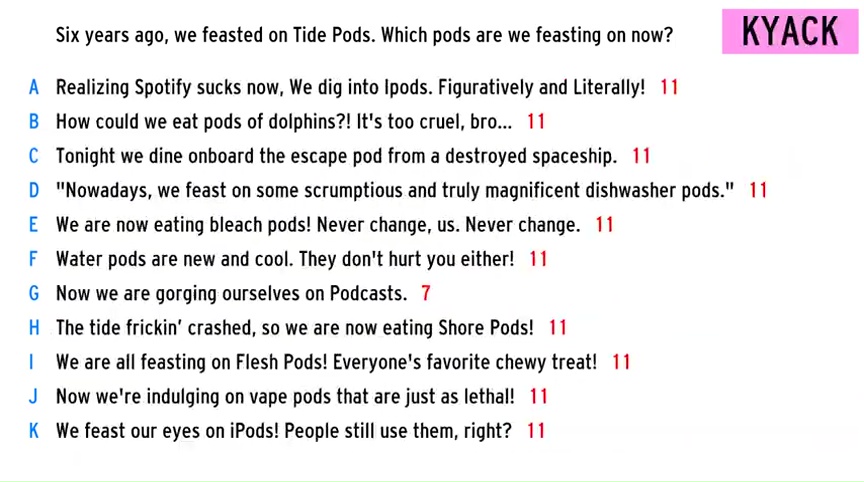 Six years ago, we feasted on Tide Pods. Which pods are we feasting on now?
KYACK
A Realizing Spotify sucks now, We dig into Ipods. Figuratively and Literally! 11
B How could we eat pods of dolphins?! It's too cruel, bro... 11
C Tonight we dine onboard the escape pod from a destroyed spaceship. 11
D "Nowadays, we feast on some scrumptious and truly magnificent dishwasher pods." 11
E We are now eating bleach pods! Never change, us. Never change. 11
F Water pods are new and cool. They don't hurt you either! 11
G Now we are gorging ourselves on Podcasts. 7
H The tide frickin’ crashed, so we are now eating Shore Pods! 11
I We are all feasting on Flesh Pods! Everyone's favorite chewy treat! 11
J Now we're indulging on vape pods that are just as lethal! 11
K We feast our eyes on iPods! People still use them, right? 11